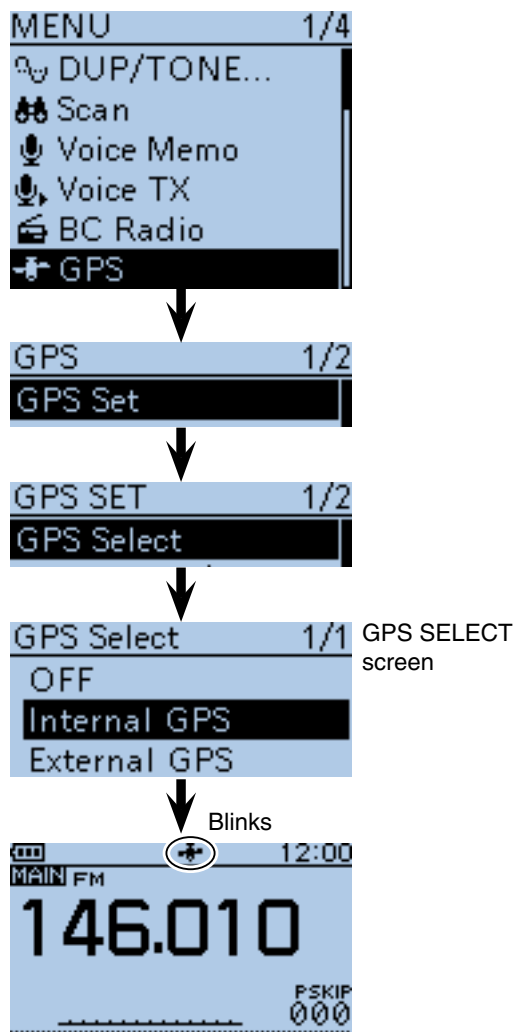 MENU 1/4
DUP/TONE...
Scan
Voice Memo
Voice TX
BC Radio
GPS
GPS 1/2
GPS Set
GPS SET 1/2
GPS Select
GPS Select 1/1
GPS SELECT
screen
OFF
Internal GPS
External GPS
Blinks
12:00
MAIN FM
146.010
PSKIP
000